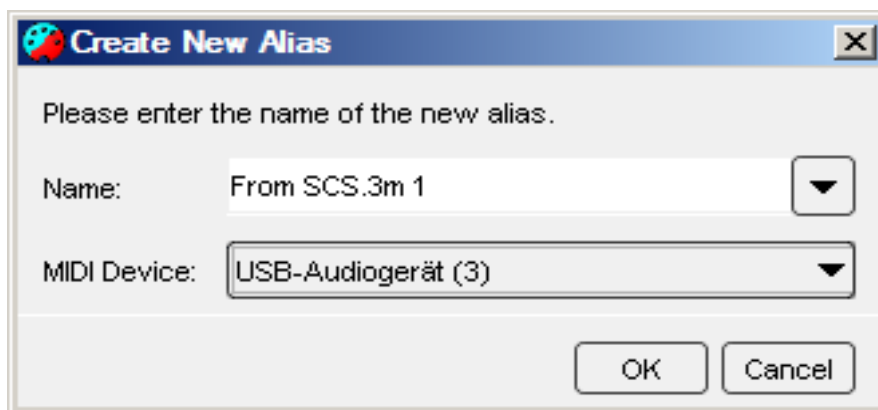 Create New Alias
Please enter the name of the new alias.
Name: From SCS.3m 1
MIDI Device: USB-Audiogerät (3)
OK Cancel